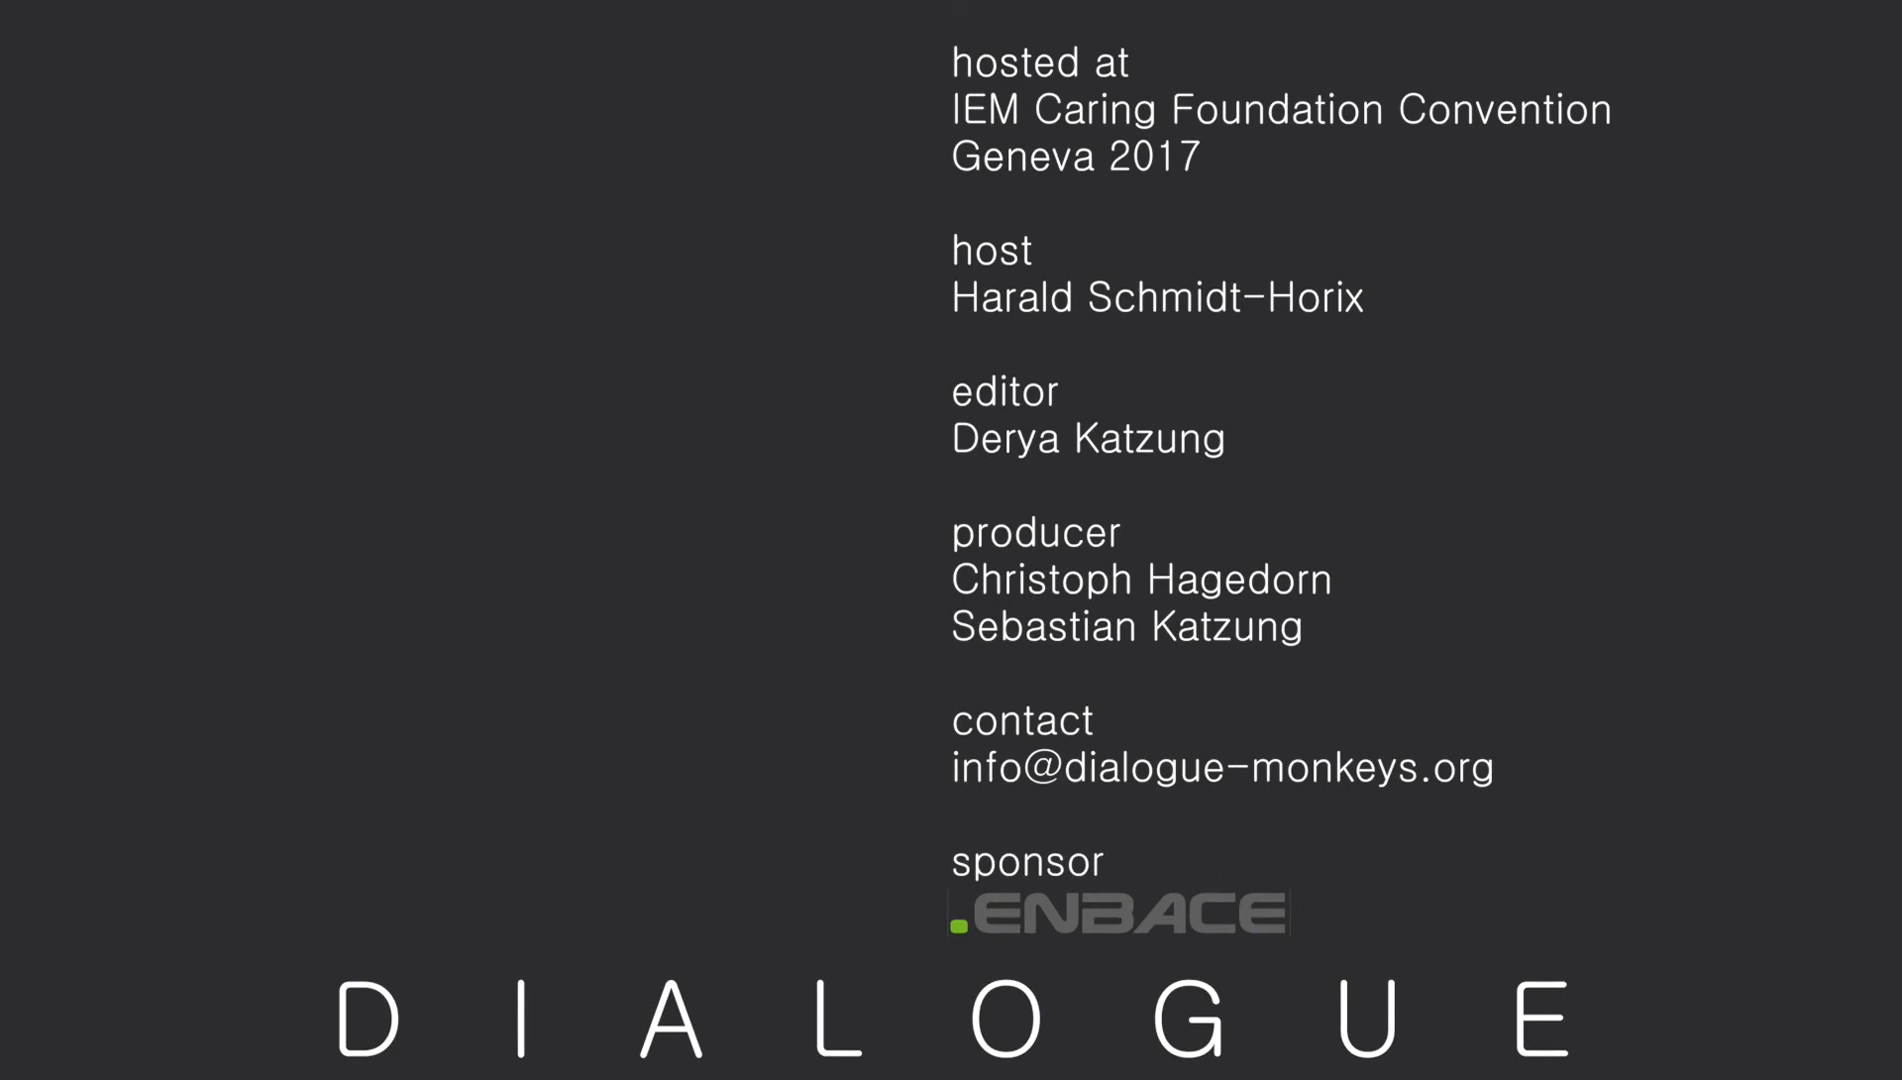 hosted at
IEM Caring Foundation Convention
Geneva 2017
host
Harald Schmidt-Horix
editor
Derya Katzung
producer
Christoph Hagedorn
Sebastian Katzung
contact
info@dialogue-monkeys.org
sponsor
.ENBACE
DIALOGUE